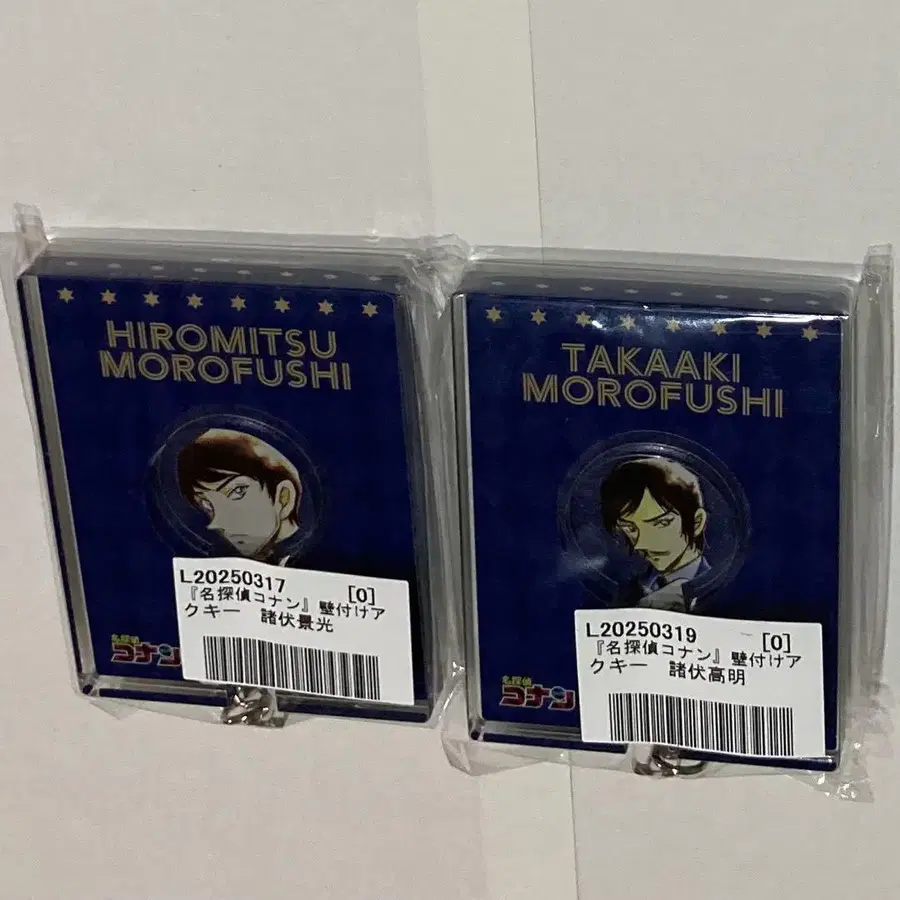 HIROMITSU
MOROFUSHI
L20250317 [0]
『名探偵コナン』壁付けア
クキー 諸伏景光
名探偵
コナン
TAKAAKI
MOROFUSHI
L20250319 [0]
『名探偵コナン』壁付けア
クキー 諸伏高明
名探偵
コナン